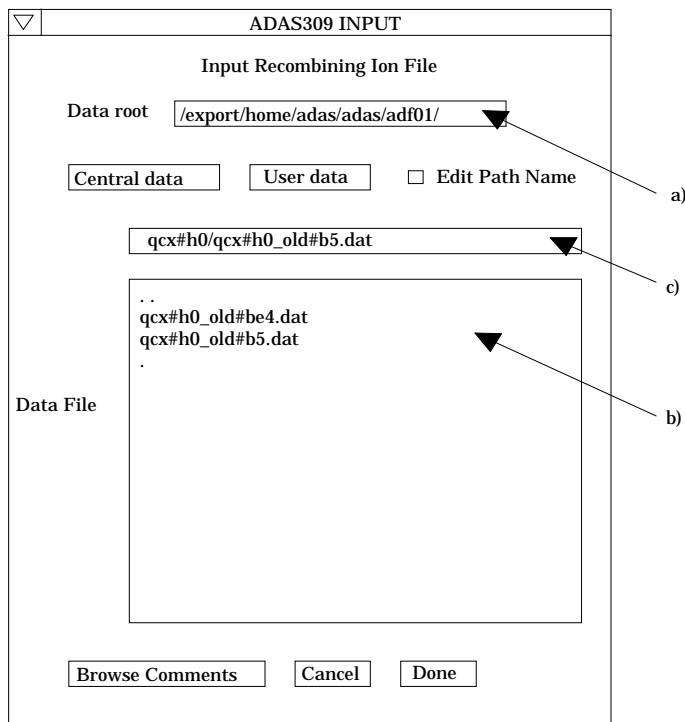 ADAS309 INPUT
Input Recombining Ion File
Data root /export/home/adas/adas/adf01/
a)
Central data User data Edit Path Name
qcx#h0/qcx#h0_old#b5.dat
c)
. .
qcx#h0_old#be4.dat
qcx#h0_old#b5.dat
.
Data File
b)
Browse Comments Cancel Done